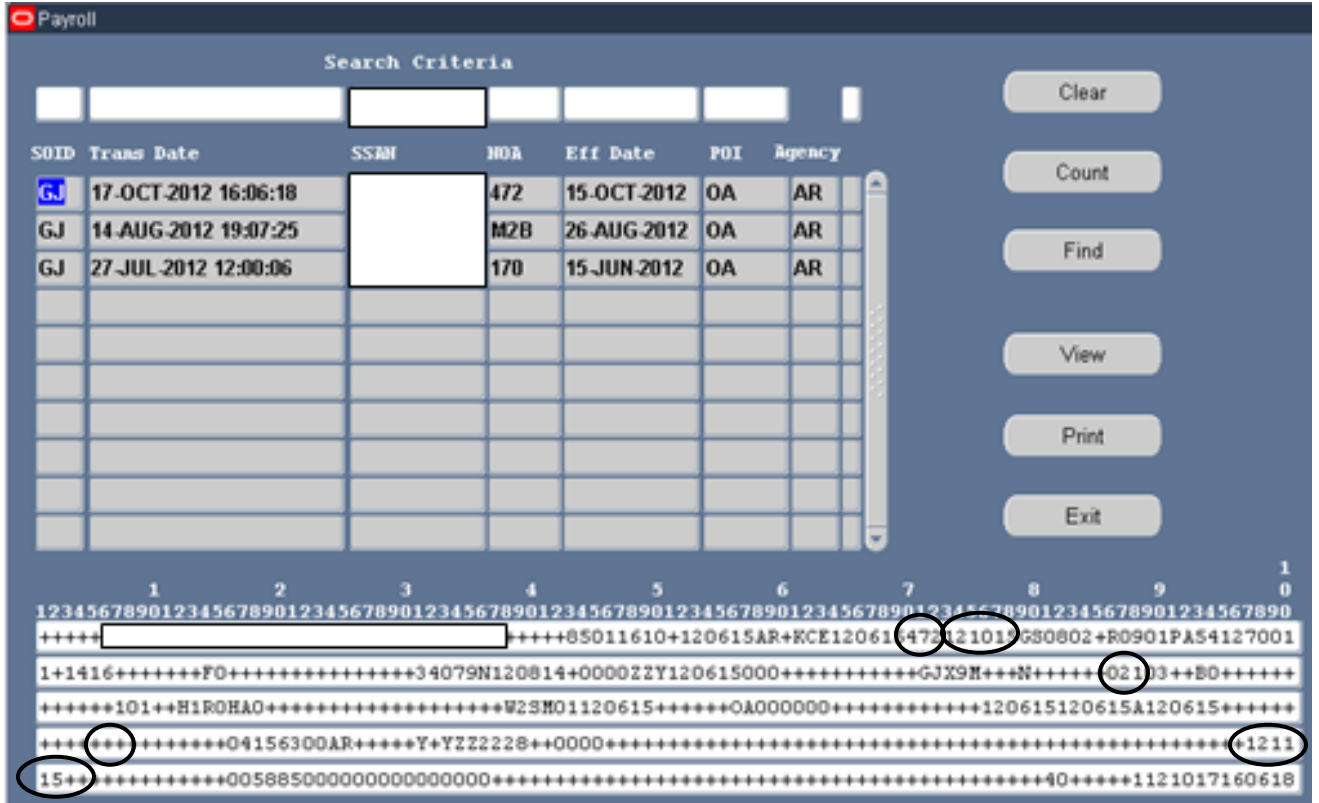 Payroll
Search Criteria
SOID Trans Date SSAN NOA Eff Date POI Agency
GJ 17-OCT-2012 16:06:18 472 15-OCT-2012 OA AR
GJ 14-AUG-2012 19:07:25 M2B 26-AUG-2012 OA AR
GJ 27-JUL-2012 12:00:06 170 15-JUN-2012 OA AR
Clear
Count
Find
View
Print
Exit
1
1 2 3 4 5 6 7 8 9 0
1234567890123456789012345678901234567890123456789012345678901234567890123456789012345678901234567890
+++++ +++++85011610+120615AR+KCE120615472121015GS0802+R0901PA54127001
1+1416+++++++F0+++++++++++++++34079N120814+0000ZZY120615000+++++++++++GJX9M+++N++++++02103++B0++++++
++++++101++H1R0HA0+++++++++++++++++++W2SM01120615++++++OA000000++++++++++++120615120615A120615++++++
+++++++++++++++04156300AR+++++Y+YZZ2228++0000+++++++++++++++++++++++++++++++++++++++++++++++++++1211
15+++++++++++++005885000000000000000++++++++++++++++++++++++++++++++++++++++++++40+++++1121017160618